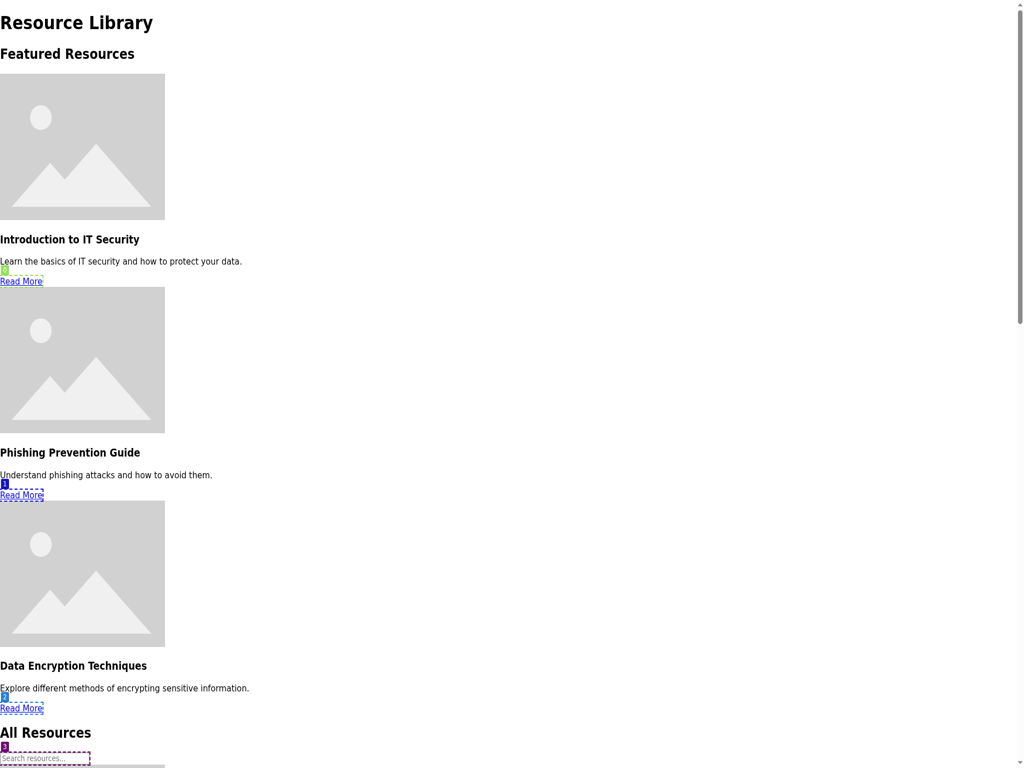 Resource Library
Featured Resources
Introduction to IT Security
Learn the basics of IT security and how to protect your data.
0
Read More
Phishing Prevention Guide
Understand phishing attacks and how to avoid them.
1
Read More
Data Encryption Techniques
Explore different methods of encrypting sensitive information.
2
Read More
All Resources
3
Search resources...